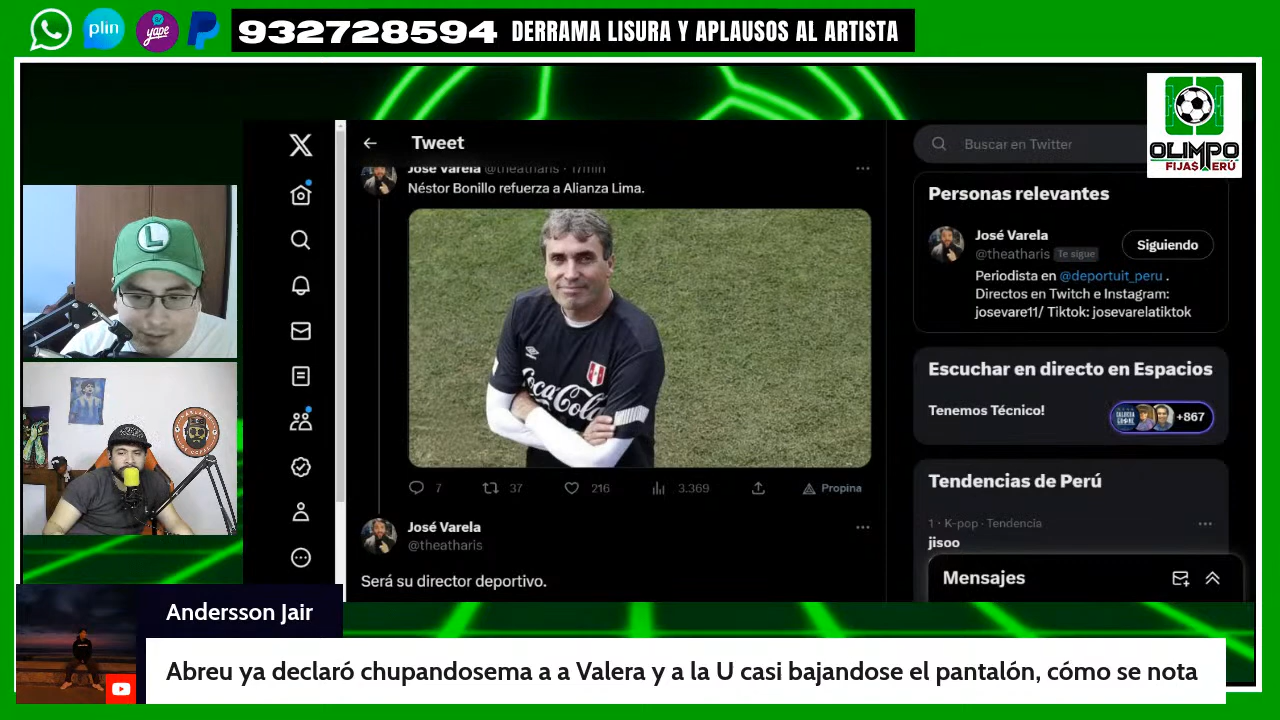 plin
yape
932728594 DERRAMA LISURA Y APLAUSOS AL ARTISTA
OLIMPO
FIJAS PERÚ
Tweet
José Varela @theatharis · 17min
Néstor Bonillo refuerza a Alianza Lima.
Coca-Cola
7 37 216 3.369 Propina
José Varela
@theatharis
Será su director deportivo.
Buscar en Twitter
Personas relevantes
José Varela
@theatharis Te sigue
Siguiendo
Periodista en @deportuit_peru .
Directos en Twitch e Instagram:
josevare11/ Tiktok: josevarelatiktok
Escuchar en directo en Espacios
Tenemos Técnico!
+867
Tendencias de Perú
1 · K-pop · Tendencia
jisoo
Mensajes
L
Andersson Jair
Abreu ya declaró chupandosema a a Valera y a la U casi bajandose el pantalón, cómo se nota